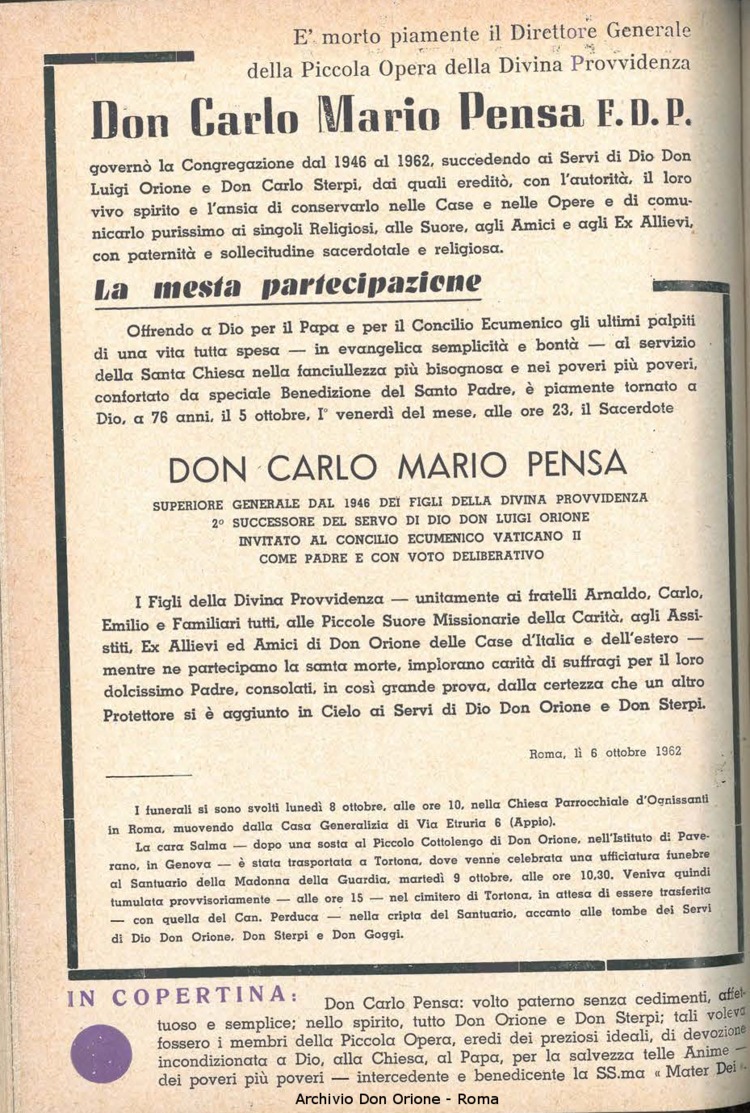 E' morto piamente il Direttore Generale
della Piccola Opera della Divina Provvidenza
Don Carlo Mario Pensa F. D. P.
governò la Congregazione dal 1946 al 1962, succedendo ai Servi di Dio Don
Luigi Orione e Don Carlo Sterpi, dai quali ereditò, con l'autorità, il loro
vivo spirito e l'ansia di conservarlo nelle Case e nelle Opere e di comu-
nicarlo purissimo ai singoli Religiosi, alle Suore, agli Amici e agli Ex Allievi,
con paternità e sollecitudine sacerdotale e religiosa.
La mesta partecipazione
Offrendo a Dio per il Papa e per il Concilio Ecumenico gli ultimi palpiti
di una vita tutta spesa — in evangelica semplicità e bontà — al servizio
della Santa Chiesa nella fanciullezza più bisognosa e nei poveri più poveri,
confortato da speciale Benedizione del Santo Padre, è piamente tornato a
Dio, a 76 anni, il 5 ottobre, I° venerdì del mese, alle ore 23, il Sacerdote
DON CARLO MARIO PENSA
SUPERIORE GENERALE DAL 1946 DEI FIGLI DELLA DIVINA PROVVIDENZA
2° SUCCESSORE DEL SERVO DI DIO DON LUIGI ORIONE
INVITATO AL CONCILIO ECUMENICO VATICANO II
COME PADRE E CON VOTO DELIBERATIVO
I Figli della Divina Provvidenza — unitamente ai fratelli Arnaldo, Carlo,
Emilio e Familiari tutti, alle Piccole Suore Missionarie della Carità, agli Assi-
stiti, Ex Allievi ed Amici di Don Orione delle Case d'Italia e dell'estero —
mentre ne partecipano la santa morte, implorano carità di suffragi per il loro
dolcissimo Padre, consolati, in così grande prova, dalla certezza che un altro
Protettore si è aggiunto in Cielo ai Servi di Dio Don Orione e Don Sterpi.
Roma, lì 6 ottobre 1962
I funerali si sono svolti lunedì 8 ottobre, alle ore 10, nella Chiesa Parrocchiale d'Ognissanti
in Roma, muovendo dalla Casa Generalizia di Via Etruria 6 (Appio).
La cara Salma — dopo una sosta al Piccolo Cottolengo di Don Orione, nell'Istituto di Pave-
rano, in Genova — è stata trasportata a Tortona, dove venne celebrata una ufficiatura funebre
al Santuario della Madonna della Guardia, martedì 9 ottobre, alle ore 10,30. Veniva quindi
tumulata provvisoriamente — alle ore 15 — nel cimitero di Tortona, in attesa di essere trasferita
— con quella del Can. Perduca — nella cripta del Santuario, accanto alle tombe dei Servi
di Dio Don Orione, Don Sterpi e Don Goggi.
IN COPERTINA: Don Carlo Pensa: volto paterno senza cedimenti, affet-
tuoso e semplice; nello spirito, tutto Don Orione e Don Sterpi; tali voleva
fossero i membri della Piccola Opera, eredi dei preziosi ideali, di devozione
incondizionata a Dio, alla Chiesa, al Papa, per la salvezza telle Anime —
dei poveri più poveri — intercedente e benedicente la SS.ma « Mater Dei ».
Archivio Don Orione - Roma